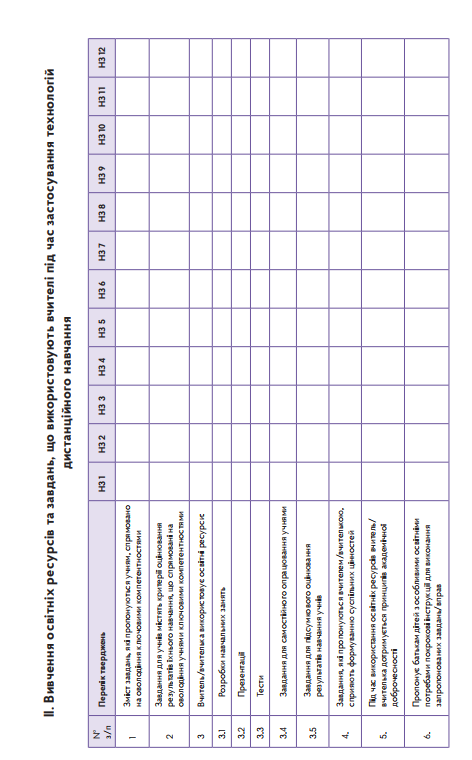 ІІ. Вивчення освітніх ресурсів та завдань, що використовують вчителі під час застосування технологій
дистанційного навчання
№
з/п
Перелік тверджень
НЗ 1
НЗ 2
НЗ 3
НЗ 4
НЗ 5
НЗ 6
НЗ 7
НЗ 8
НЗ 9
НЗ 10
НЗ 11
НЗ 12
1
Зміст завдань, які пропонуються учням, спрямовано
на оволодіння ключовими компетентностями
2
Завдання для учнів містять критерії оцінювання
результатів їхнього навчання, що спрямовані на
оволодіння учнями ключовими компетентностями
3
Вчитель/вчителька використовує освітні ресурси:
3.1
Розробки навчальних занять
3.2
Презентації
3.3
Тести
3.4
Завдання для самостійного опрацювання учнями
3.5
Завдання для підсумкового оцінювання
результатів навчання учнів
4.
Завдання, які пропонуються вчителем/вчителькою,
сприяють формуванню суспільних цінностей
5.
Під час використання освітніх ресурсів вчитель/
вчителька дотримується принципів академічної
доброчесності
6.
Пропонує батькам дітей з особливими освітніми
потребами покрокові інструкції для виконання
запропонованих завдань/вправ